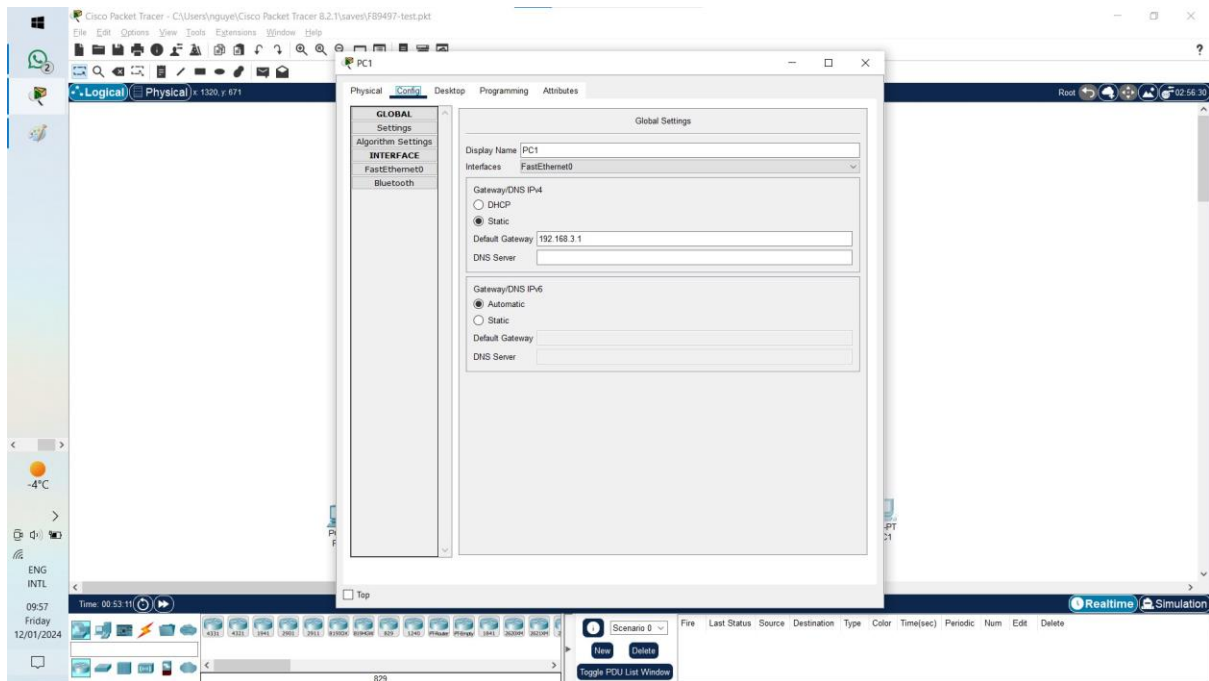 Cisco Packet Tracer - C:\Users\nguye\Cisco Packet Tracer 8.2.1\saves\FB9497-test.pkt
File Edit Options View Tools Extensions Window Help
?
PC1
Logical Physical x: 1320, y: 671
Root 02:56:30
Physical Config Desktop Programming Attributes
GLOBAL
Settings
Algorithm Settings
INTERFACE
FastEthernet0
Bluetooth
Global Settings
Display Name PC1
Interfaces FastEthernet0
Gateway/DNS IPv4
DHCP
Static
Default Gateway 192.168.3.1
DNS Server
Gateway/DNS IPv6
Automatic
Static
Default Gateway
DNS Server
Top
-PT
C1
2
-4°C
ENG
INTL
09:57
Friday
12/01/2024
Time: 00:53:11
Realtime Simulation
4331 4321 1941 2901 2911 819IOX 819HGW 829 1240 PT-Router PT-Empty 1841 2620XM 2621XM
829
Scenario 0
New Delete
Toggle PDU List Window
Fire Last Status Source Destination Type Color Time(sec) Periodic Num Edit Delete